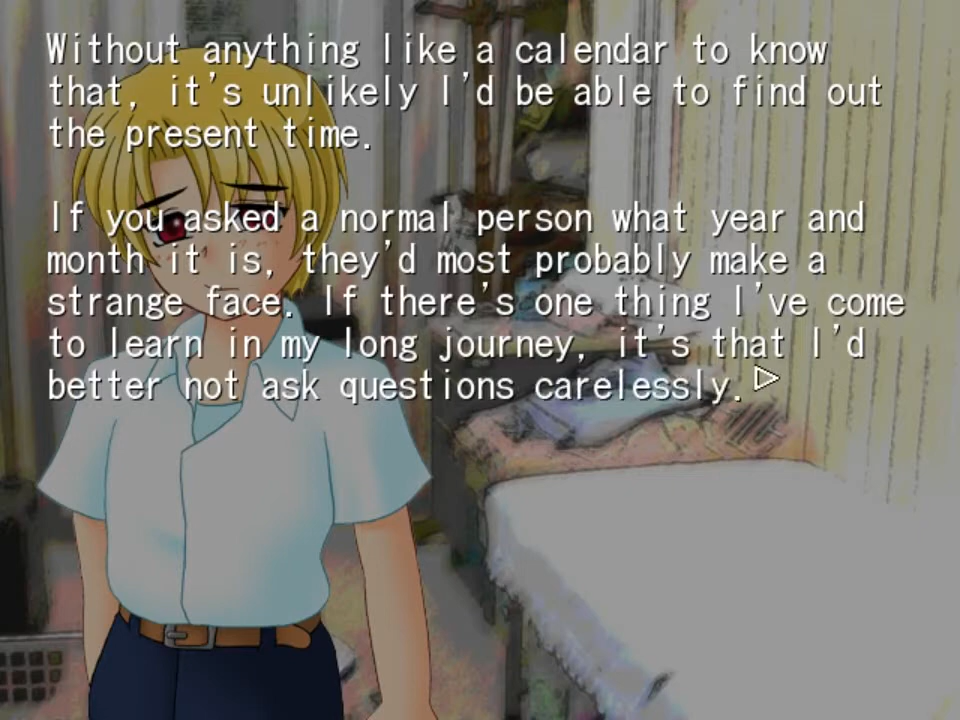 Without anything like a calendar to know
that, it's unlikely I'd be able to find out
the present time.
If you asked a normal person what year and
month it is, they'd most probably make a
strange face. If there's one thing I've come
to learn in my long journey, it's that I'd
better not ask questions carelessly.